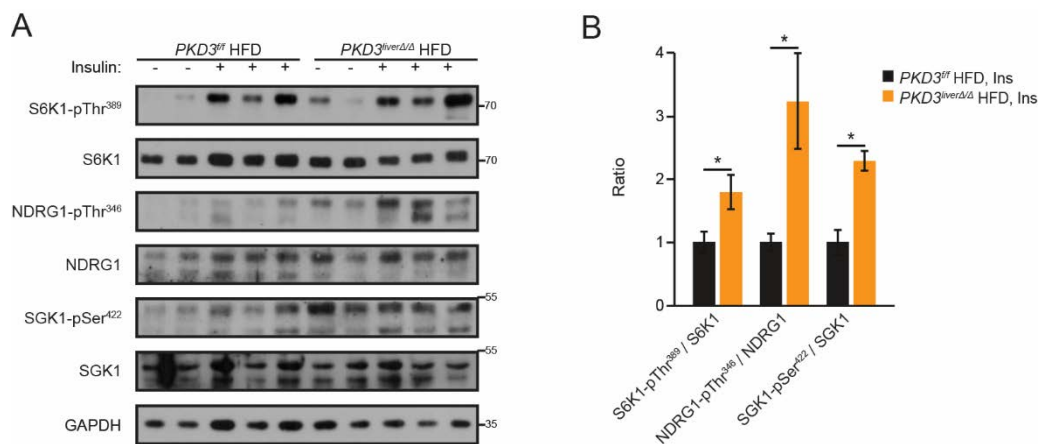 A
PKD3f/f HFD PKD3liverΔ/Δ HFD
Insulin: - - + + + - - + + +
S6K1-pThr389 70
S6K1 70
NDRG1-pThr346
NDRG1
SGK1-pSer422 55
SGK1 55
GAPDH 35
B
* * *
PKD3f/f HFD, Ins
PKD3liverΔ/Δ HFD, Ins
Ratio
4
3
2
1
0
S6K1-pThr389 / S6K1
NDRG1-pThr346 / NDRG1
SGK1-pSer422 / SGK1